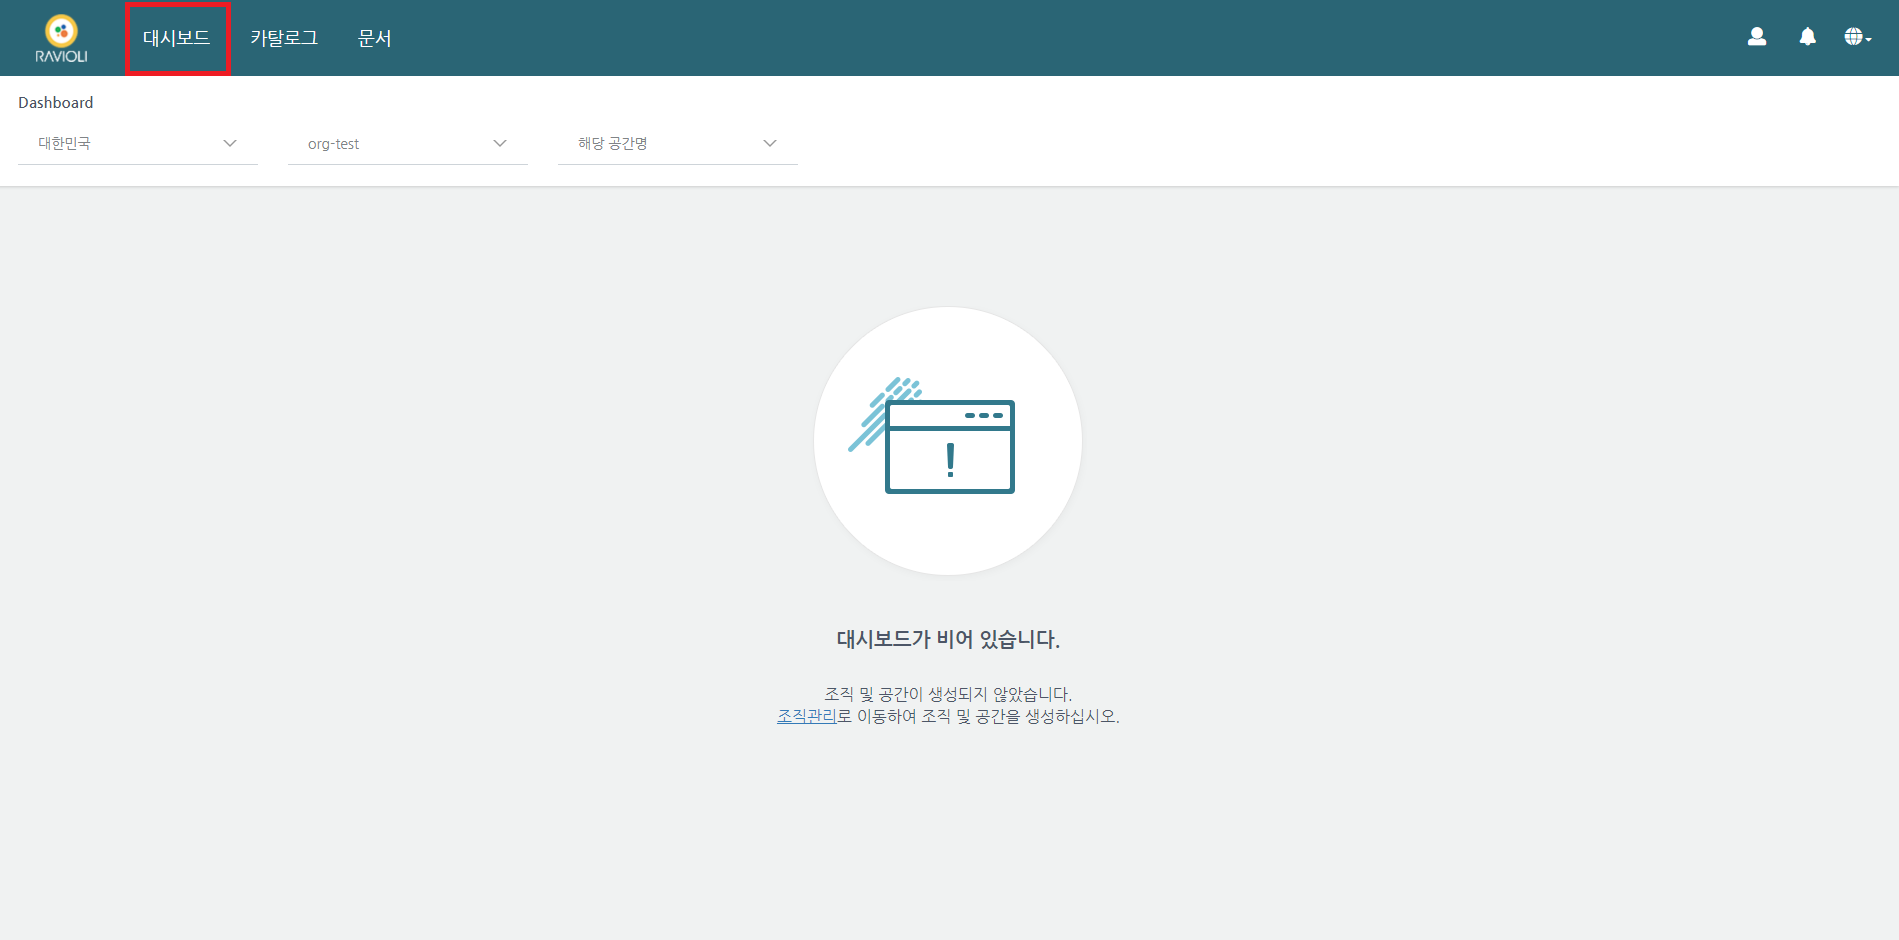 RAVIOLI
대시보드
카탈로그
문서
Dashboard
대한민국
org-test
해당 공간명
대시보드가 비어 있습니다.
조직 및 공간이 생성되지 않았습니다.
조직관리로 이동하여 조직 및 공간을 생성하십시오.